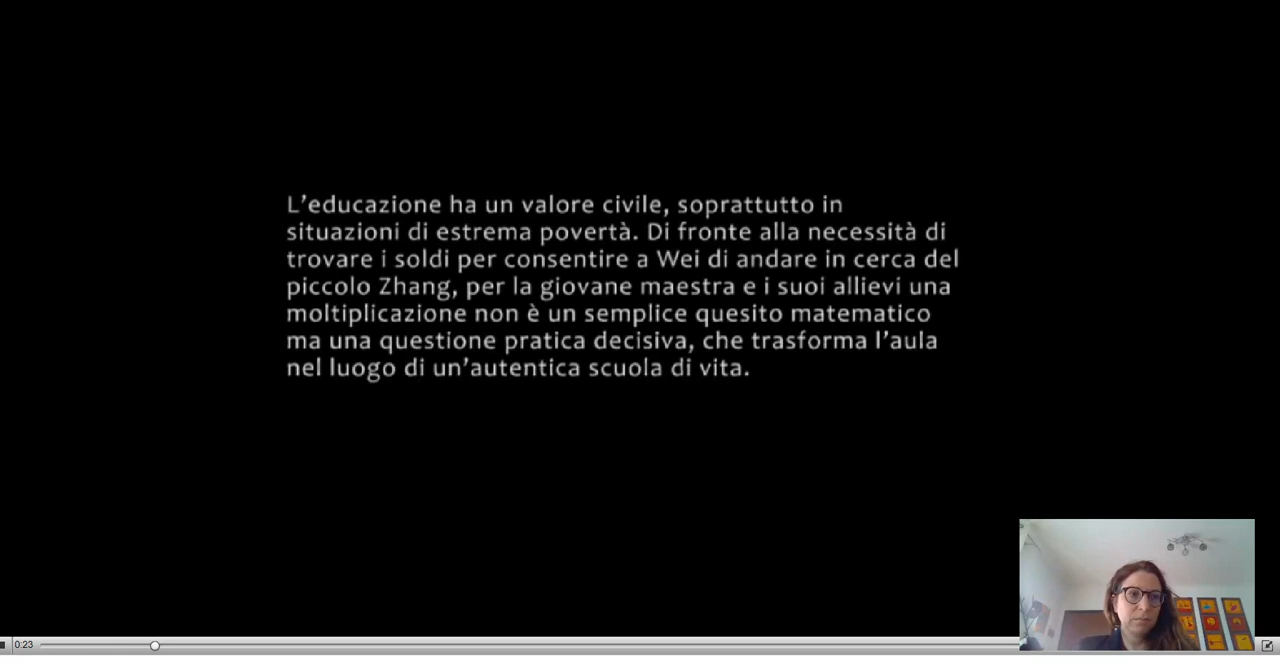 L'educazione ha un valore civile, soprattutto in
situazioni di estrema povertà. Di fronte alla necessità di
trovare i soldi per consentire a Wei di andare in cerca del
piccolo Zhang, per la giovane maestra e i suoi allievi una
moltiplicazione non è un semplice quesito matematico
ma una questione pratica decisiva, che trasforma l'aula
nel luogo di un'autentica scuola di vita.
0:23